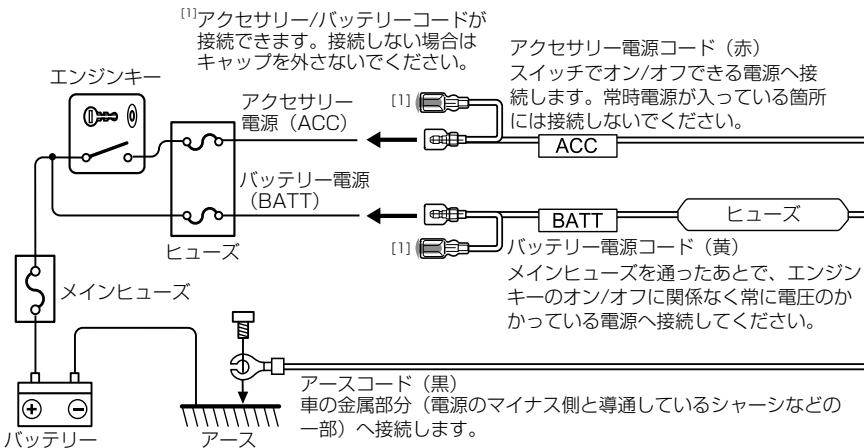 [1]アクセサリー/バッテリーコードが
接続できます。接続しない場合は
キャップを外さないでください。
エンジンキー
アクセサリー
電源（ACC）
[1]
アクセサリー電源コード（赤）
スイッチでオン/オフできる電源へ接
続します。常時電源が入っている箇所
には接続しないでください。
ACC
バッテリー電源
（BATT）
BATT
ヒューズ
ヒューズ
[1]
バッテリー電源コード（黄）
メインヒューズを通ったあとで、エンジン
キーのオン/オフに関係なく常に電圧のか
かっている電源へ接続してください。
メインヒューズ
アースコード（黒）
車の金属部分（電源のマイナス側と導通しているシャーシなどの
一部）へ接続します。
バッテリー
アース